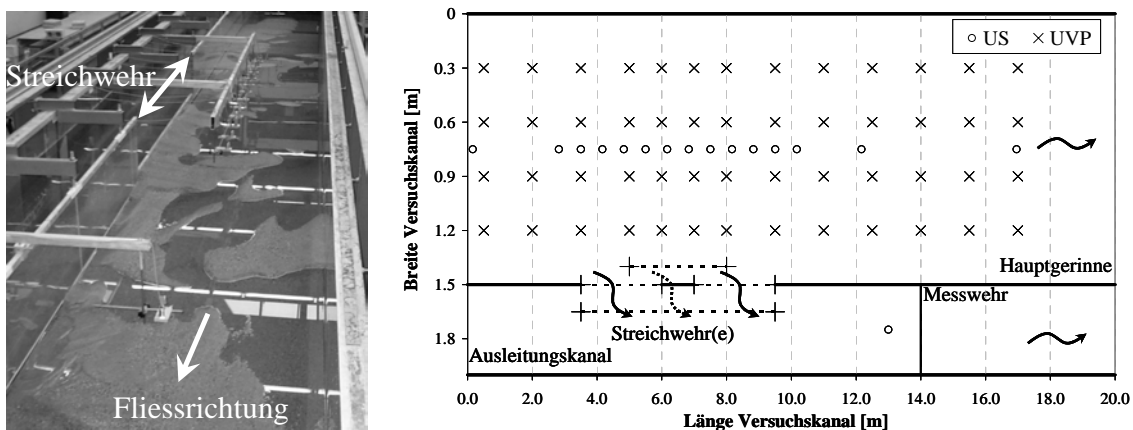 Streichwehr
Fliessrichtung
Breite Versuchskanal [m]
0
0.3
0.6
0.9
1.2
1.5
1.8
US UVP
Hauptgerinne
Messwehr
Streichwehr(e)
Ausleitungskanal
0.0 2.0 4.0 6.0 8.0 10.0 12.0 14.0 16.0 18.0 20.0
Länge Versuchskanal [m]